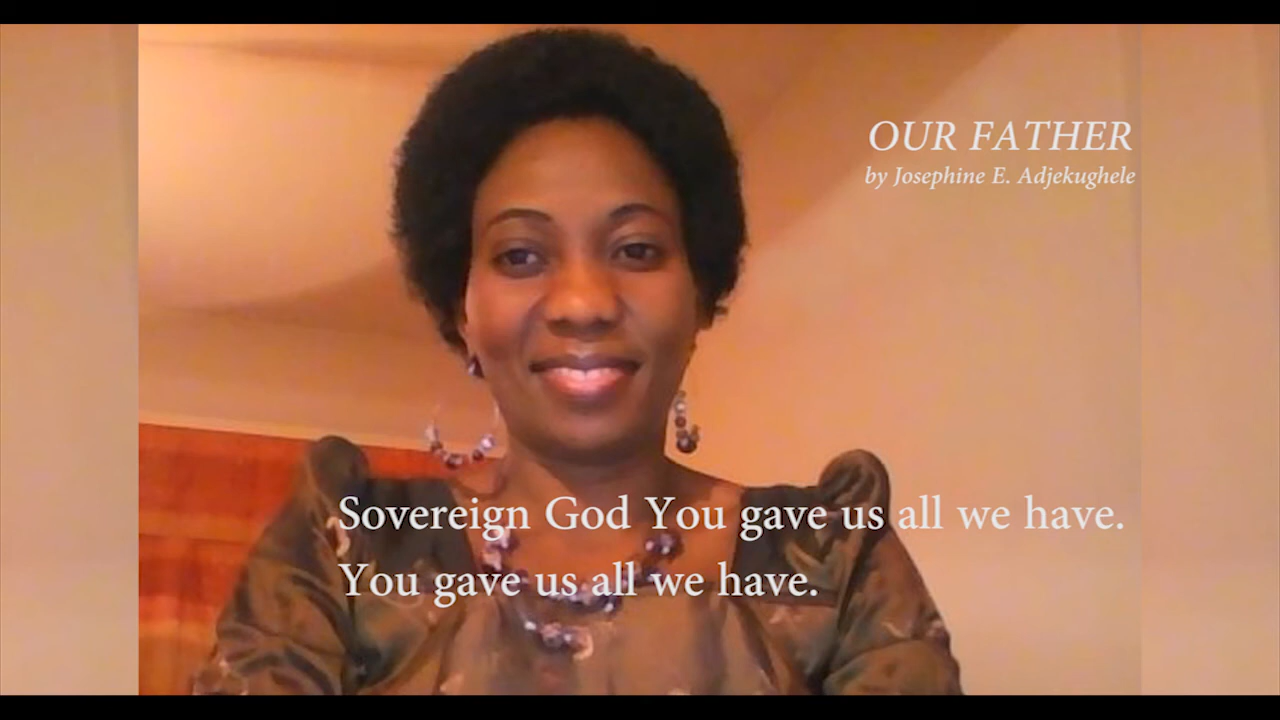 OUR FATHER
by Josephine E. Adjekughele
Sovereign God You gave us all we have.
You gave us all we have.